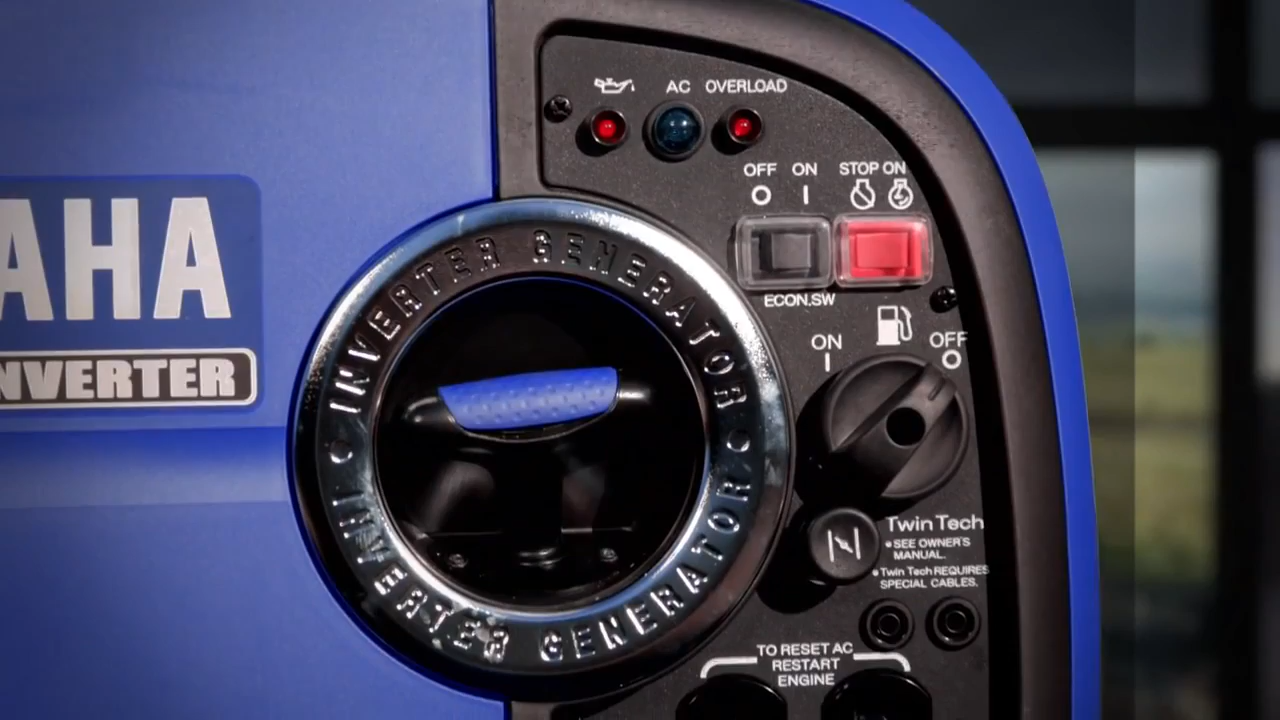 AC OVERLOAD
OFF ON STOP ON
ECON.SW
ON OFF
AHA
NVERTER
INVERTER GENERATOR
INVERTER GENERATOR
Twin Tech
• SEE OWNER'S
MANUAL.
• Twin Tech REQUIRES
SPECIAL CABLES.
TO RESET AC
RESTART
ENGINE